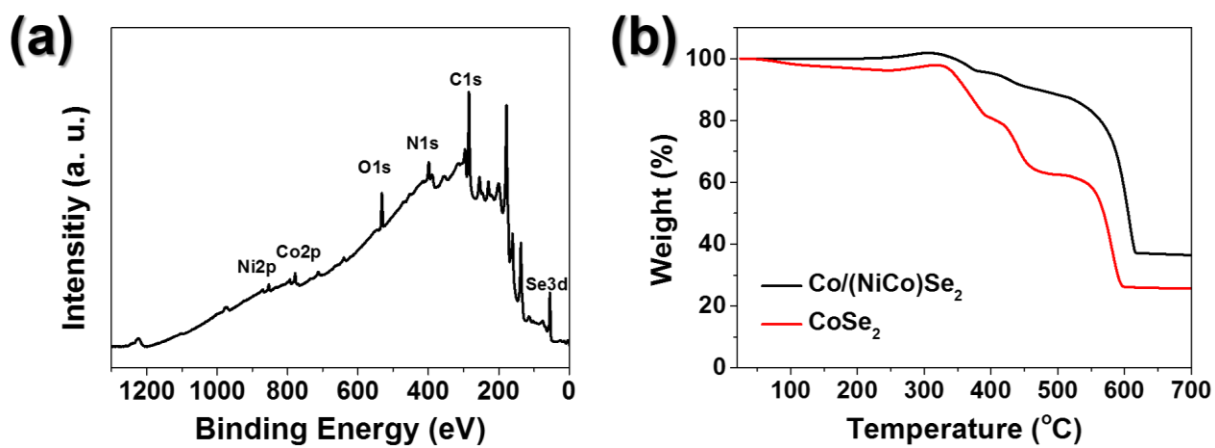 (a)
Intensitiy (a. u.)
C1s
N1s
O1s
Co2p
Ni2p
Se3d
1200 1000 800 600 400 200 0
Binding Energy (eV)
(b)
Weight (%)
100
80
60
40
20
0
Co/(NiCo)Se₂
CoSe₂
100 200 300 400 500 600 700
Temperature (°C)